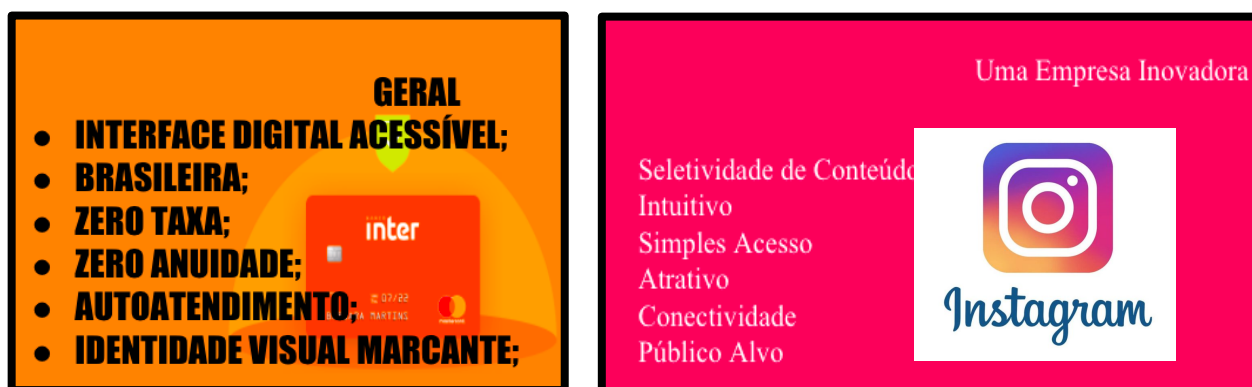 GERAL
● INTERFACE DIGITAL ACESSÍVEL;
● BRASILEIRA;
● ZERO TAXA;
● ZERO ANUIDADE;
● AUTOATENDIMENTO;
● IDENTIDADE VISUAL MARCANTE;
inter
07/22
MARTINS
Uma Empresa Inovadora
Seletividade de Conteúdo
Intuitivo
Simples Acesso
Atrativo
Conectividade
Público Alvo
Instagram